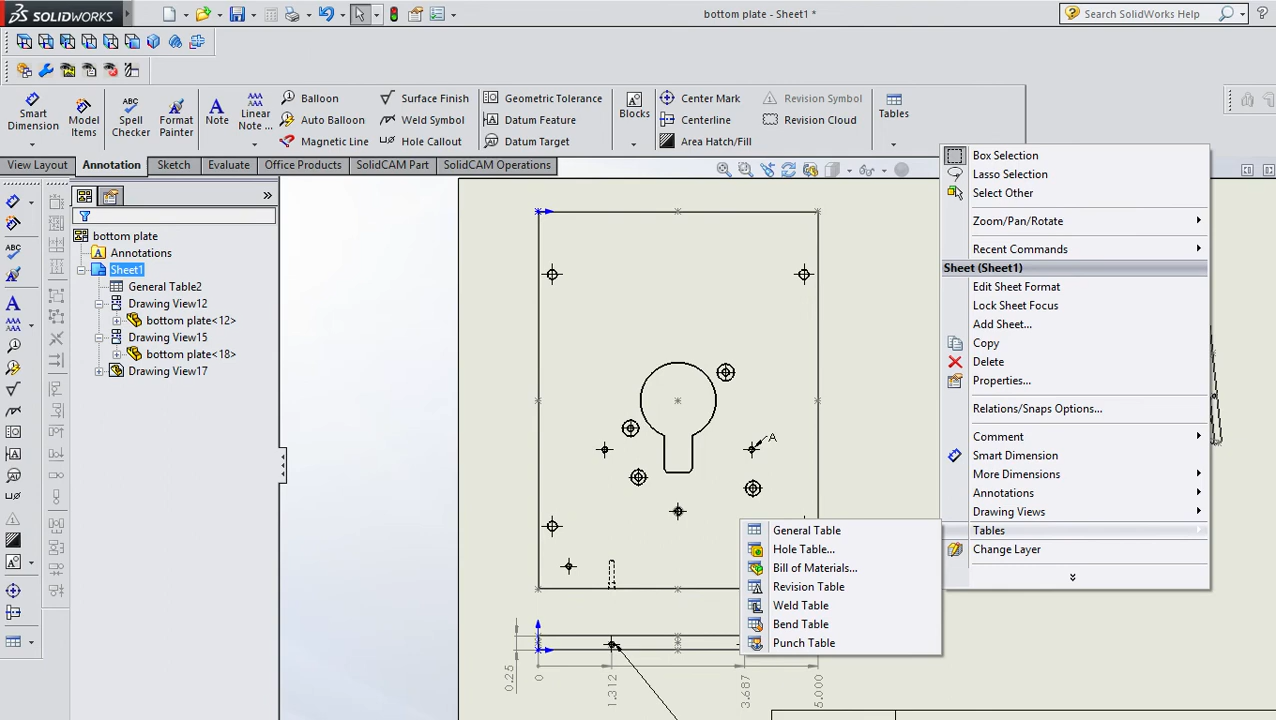 SOLIDWORKS
bottom plate - Sheet1 *
Search SolidWorks Help
Smart Dimension
Model Items
Spell Checker
Format Painter
Note
Linear Note ...
Balloon
Auto Balloon
Magnetic Line
Surface Finish
Weld Symbol
Hole Callout
Geometric Tolerance
Datum Feature
Datum Target
Blocks
Center Mark
Centerline
Area Hatch/Fill
Revision Symbol
Revision Cloud
Tables
View Layout
Annotation
Sketch
Evaluate
Office Products
SolidCAM Part
SolidCAM Operations
bottom plate
Annotations
Sheet1
General Table2
Drawing View12
bottom plate<12>
Drawing View15
bottom plate<18>
Drawing View17
A
0.25
0
1.312
3.687
5.000
Box Selection
Lasso Selection
Select Other
Zoom/Pan/Rotate
Recent Commands
Sheet (Sheet1)
Edit Sheet Format
Lock Sheet Focus
Add Sheet...
Copy
Delete
Properties...
Relations/Snaps Options...
Comment
Smart Dimension
More Dimensions
Annotations
Drawing Views
Tables
Change Layer
General Table
Hole Table...
Bill of Materials...
Revision Table
Weld Table
Bend Table
Punch Table